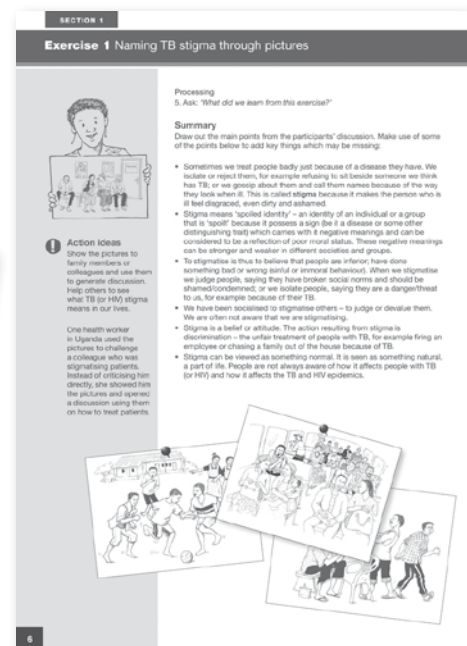 SECTION 1
Exercise 1 Naming TB stigma through pictures
Processing
5. Ask: 'What did we learn from this exercise?'
Summary
Draw out the main points from the participants' discussion. Make use of some
of the points below to add key things which may be missing:
• Sometimes we treat people badly just because of a disease they have. We
isolate or reject them, for example refusing to sit beside someone we think
has TB; or we gossip about them and call them names because of the way
they look when ill. This is called stigma because it makes the person who is
ill feel disgraced, even dirty and ashamed.
• Stigma means 'spoiled identity' – an identity of an individual or a group
that is 'spoilt' because it possess a sign (be it a disease or some other
distinguishing trait) which carries with it negative meanings and can be
considered to be a reflection of poor moral status. These negative meanings
can be stronger and weaker in different societies and groups.
• To stigmatise is thus to believe that people are inferior; have done
something bad or wrong (sinful or immoral behaviour). When we stigmatise
we judge people, saying they have broken social norms and should be
shamed/condemned; or we isolate people, saying they are a danger/threat
to us, for example because of their TB.
• We have been socialised to stigmatise others – to judge or devalue them.
We are often not aware that we are stigmatising.
• Stigma is a belief or attitude. The action resulting from stigma is
discrimination – the unfair treatment of people with TB, for example firing an
employee or chasing a family out of the house because of TB.
• Stigma can be viewed as something normal. It is seen as something natural,
a part of life. People are not always aware of how it affects people with TB
(or HIV) and how it affects the TB and HIV epidemics.
Action ideas
Show the pictures to
family members or
colleagues and use them
to generate discussion.
Help others to see
what TB (or HIV) stigma
means in our lives.
One health worker
in Uganda used the
pictures to challenge
a colleague who was
stigmatising patients.
Instead of criticising him
directly, she showed him
the pictures and opened
a discussion using them
on how to treat patients.
6